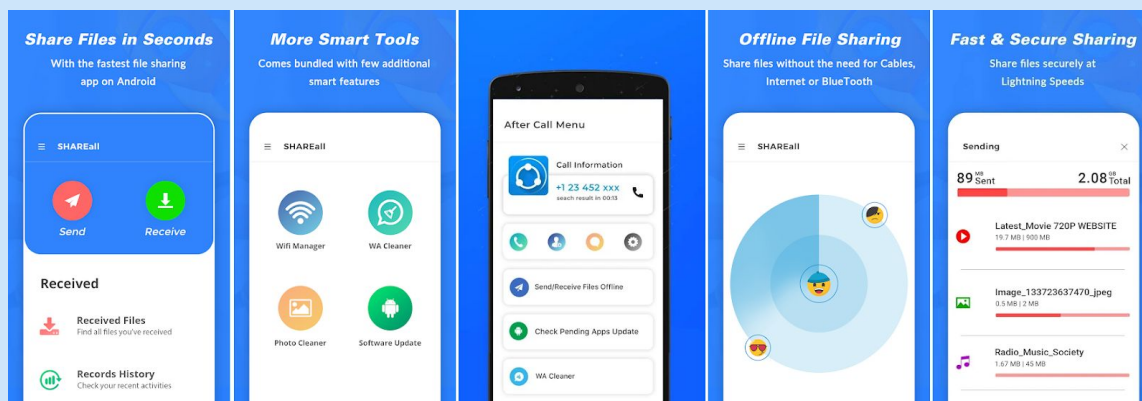 Share Files in Seconds
With the fastest file sharing
app on Android
SHAREall
Send
Receive
Received
Received Files
Find all files you've received
Records History
Check your recent activities
More Smart Tools
Comes bundled with few additional
smart features
SHAREall
Wifi Manager
WA Cleaner
Photo Cleaner
Software Update
After Call Menu
Call Information
+1 23 452 xxx
seach result in 00:13
Send/Receive Files Offline
Check Pending Apps Update
WA Cleaner
Offline File Sharing
Share files without the need for Cables,
Internet or BlueTooth
SHAREall
Fast & Secure Sharing
Share files securely at
Lightning Speeds
Sending
89 MB Sent
2.08 GB Total
Latest_Movie 720P WEBSITE
19.7 MB | 900 MB
Image_133723637470_jpeg
0.5 MB | 2 MB
Radio_Music_Society
1.67 MB | 45 MB